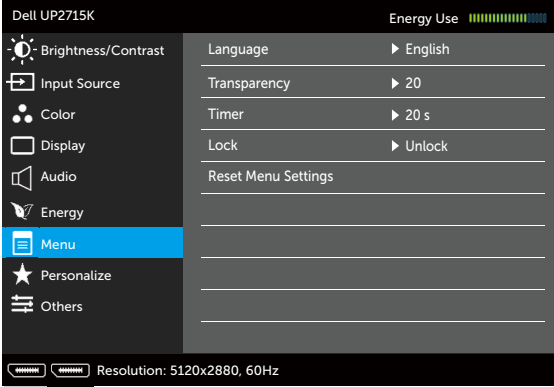 Dell UP2715K
Energy Use
Brightness/Contrast
Input Source
Color
Display
Audio
Energy
Menu
Personalize
Others
Language English
Transparency 20
Timer 20 s
Lock Unlock
Reset Menu Settings
Resolution: 5120x2880, 60Hz